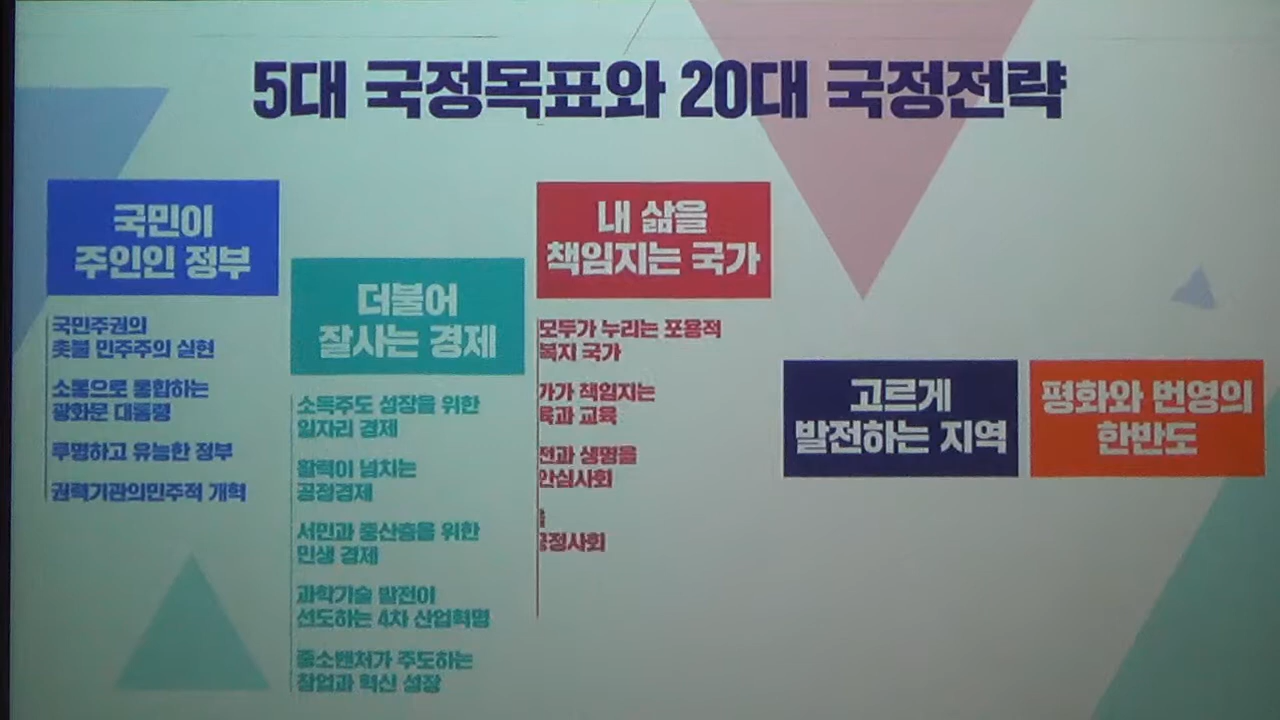 5대 국정목표와 20대 국정전략
국민이
주인인 정부
국민주권의
촛불 민주주의 실현
소통으로 통합하는
광화문 대통령
투명하고 유능한 정부
권력기관의민주적 개혁
더불어
잘사는 경제
소득주도 성장을 위한
일자리 경제
활력이 넘치는
공정경제
서민과 중산층을 위한
민생 경제
과학기술 발전이
선도하는 4차 산업혁명
중소벤처가 주도하는
창업과 혁신 성장
내 삶을
책임지는 국가
모두가 누리는 포용적
복지 국가
가가 책임지는
육과 교육
전과 생명을
안심사회
공정사회
고르게
발전하는 지역
평화와 번영의
한반도